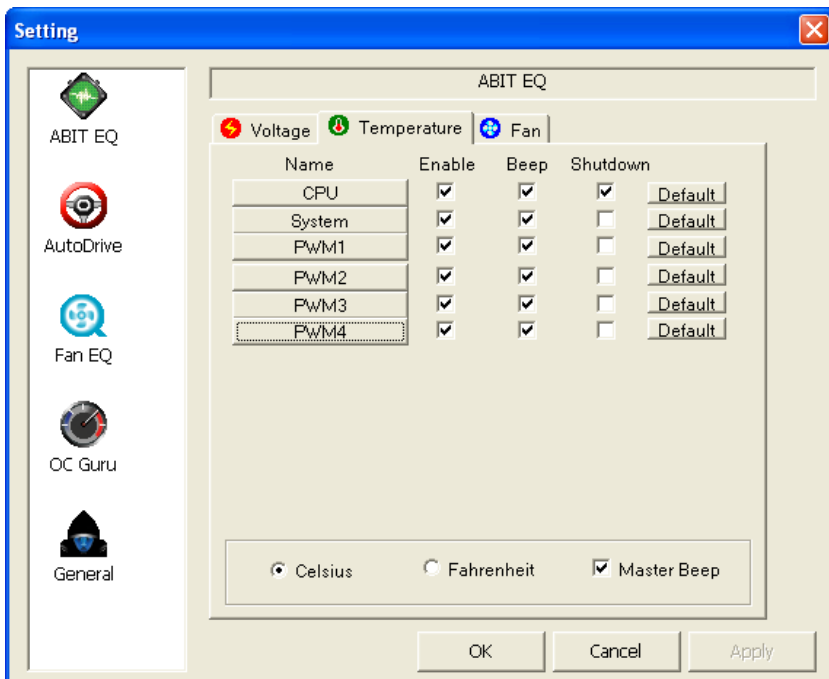 Setting
ABIT EQ
AutoDrive
Fan EQ
OC Guru
General
ABIT EQ
Voltage Temperature Fan
Name Enable Beep Shutdown
CPU Default
System Default
PWM1 Default
PWM2 Default
PWM3 Default
PWM4 Default
Celsius Fahrenheit Master Beep
OK Cancel Apply